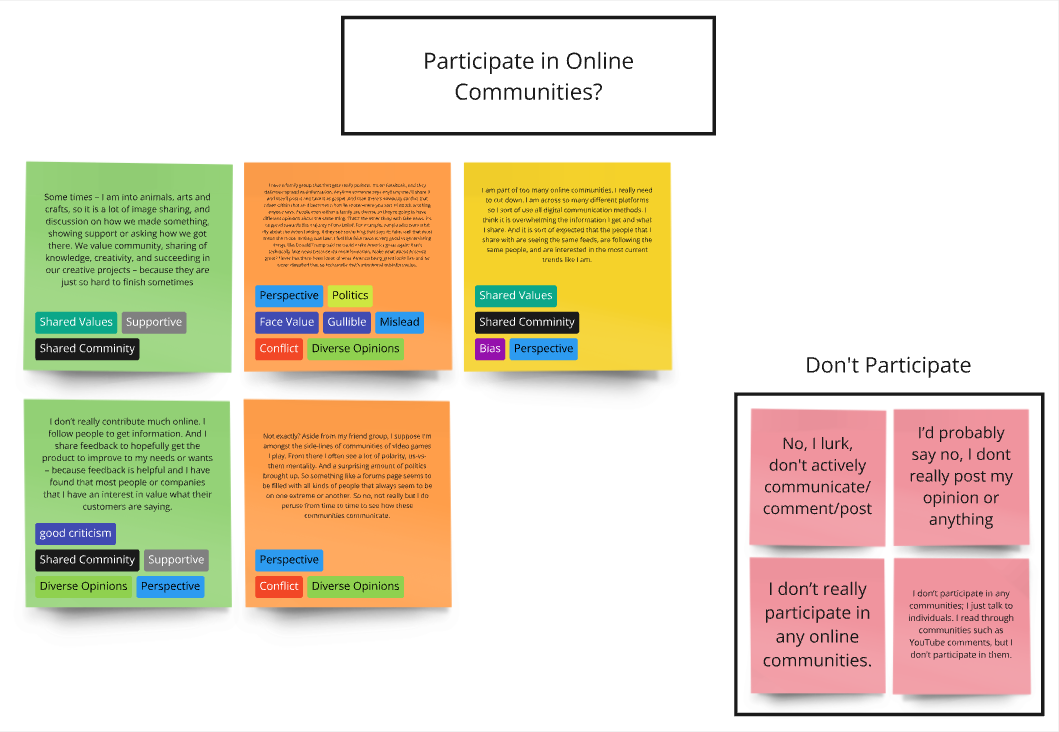 Participate in Online
Communities?
Some times – I am into animals, arts and
crafts, so it is a lot of image sharing, and
discussion on how we made something,
showing support or asking how we got
there. We value community, sharing of
knowledge, creativity, and succeeding in
our creative projects – because they are
just so hard to finish sometimes
Shared Values Supportive
Shared Comminity
Perspective Politics
Face Value Gullible Mislead
Conflict Diverse Opinions
I am part of too many online communities, I really need
to cut down. I am across so many different platforms
so I sort of use all digital communication methods. I
think it is overwhelming the information I get and what
I share. And it is sort of expected that the people that I
share with are seeing the same feeds, are following the
same people, and are interested in the most current
trends like I am.
Shared Values
Shared Comminity
Bias Perspective
I don't really contribute much online. I
follow people to get information. And I
share feedback to hopefully get the
product to improve to my needs or wants
– because feedback is helpful and I have
found that most people or companies
that I have an interest in value what their
customers are saying.
good criticism
Shared Comminity Supportive
Diverse Opinions Perspective
Not exactly? Aside from my friend group, I suppose I'm
amongst the side-lines of communities of video games
I play. From there I often see a lot of polarity, us-vs-
them mentality. And a surprising amount of politics
brought up. So something like a forums page seems to
be filled with all kinds of people that always seem to be
on one extreme or another. So no, not really but I do
peruse from time to time to see how these
communities communicate.
Perspective
Conflict Diverse Opinions
Don't Participate
No, I lurk,
don't actively
communicate/
comment/post
I'd probably
say no, I dont
really post my
opinion or
anything
I don't really
participate in
any online
communities.
I don't participate in any
communities; I just talk to
individuals. I read through
communities such as
YouTube comments, but I
don't participate in them.